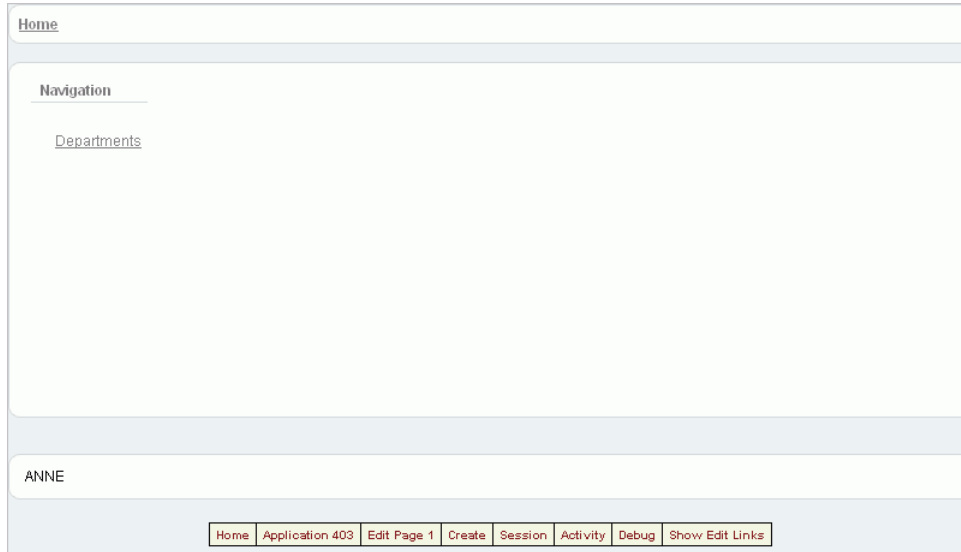 Home
Navigation
Departments
ANNE
Home Application 403 Edit Page 1 Create Session Activity Debug Show Edit Links